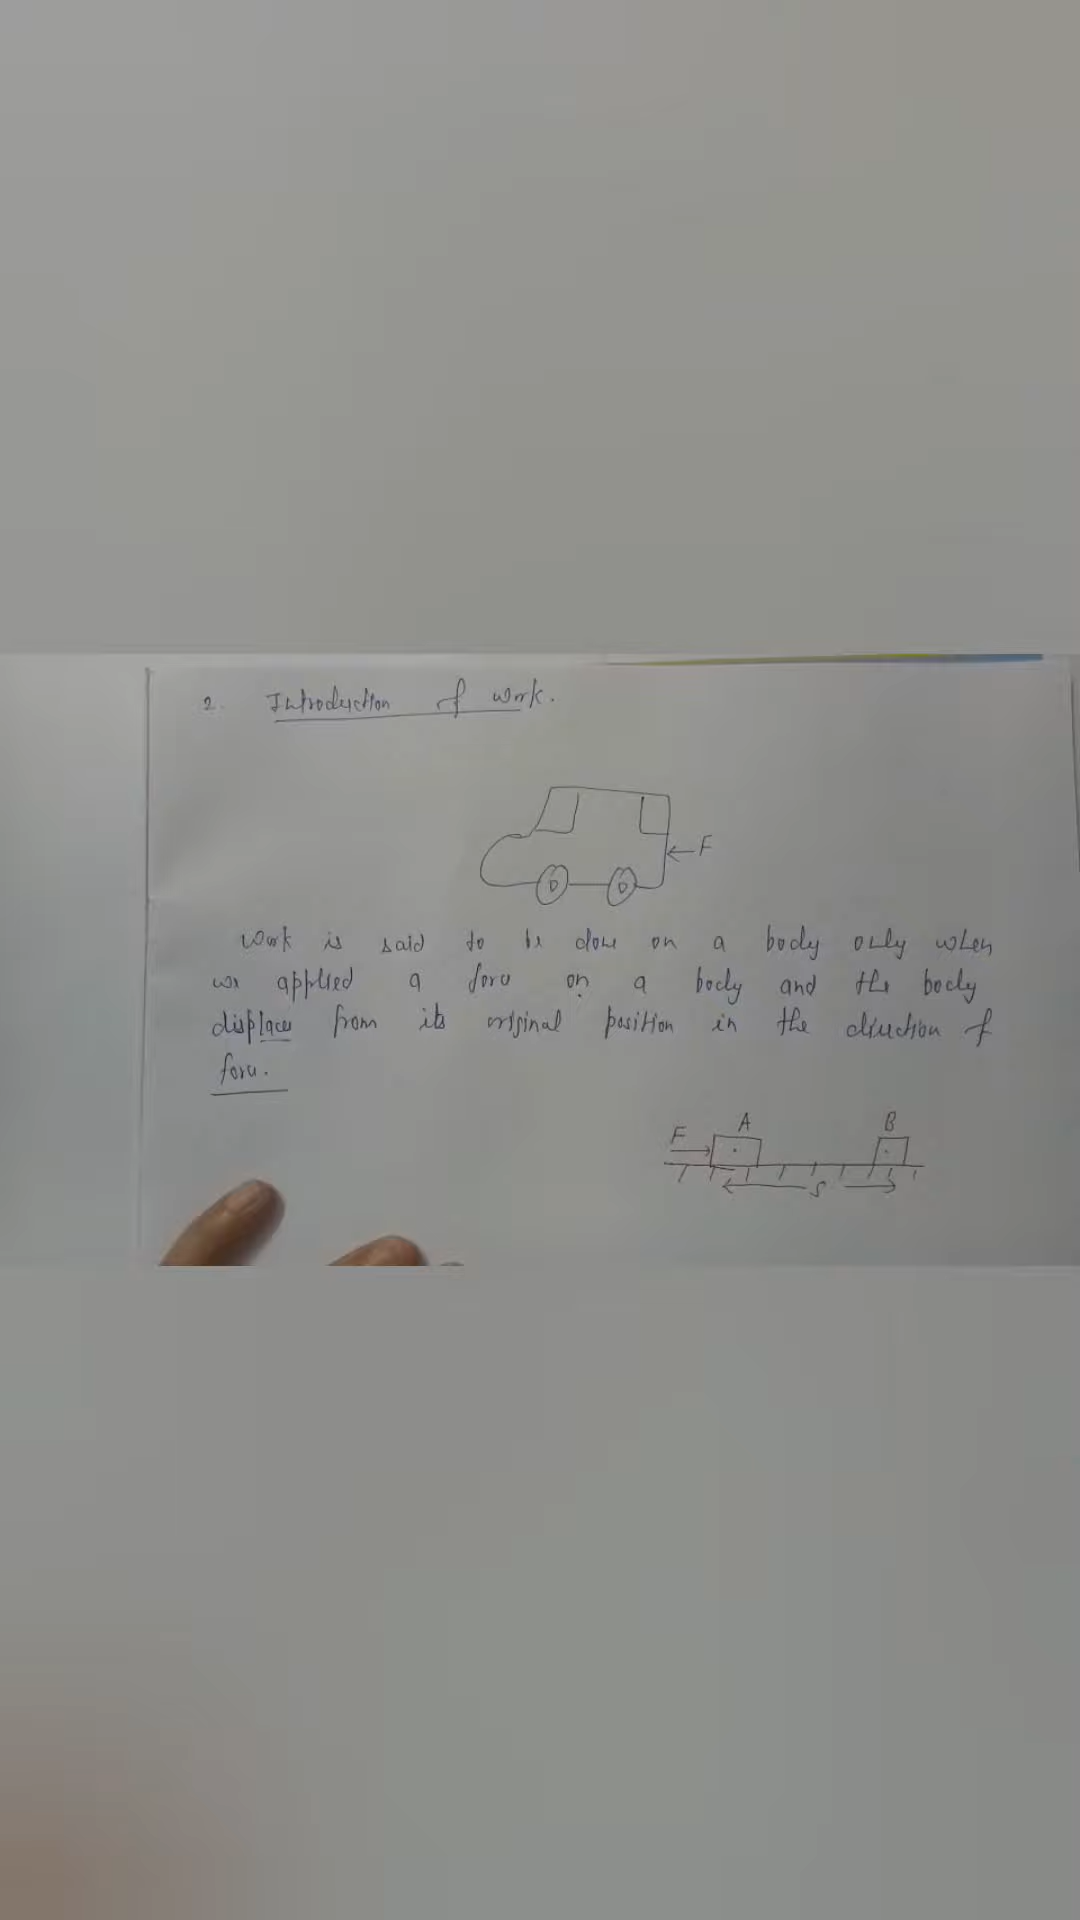 2. Introduction of work.
F
Work is said to be done on a body only when
we applied a force on a body and the body
displaces from its original position in the direction of
force.
A B
F
S